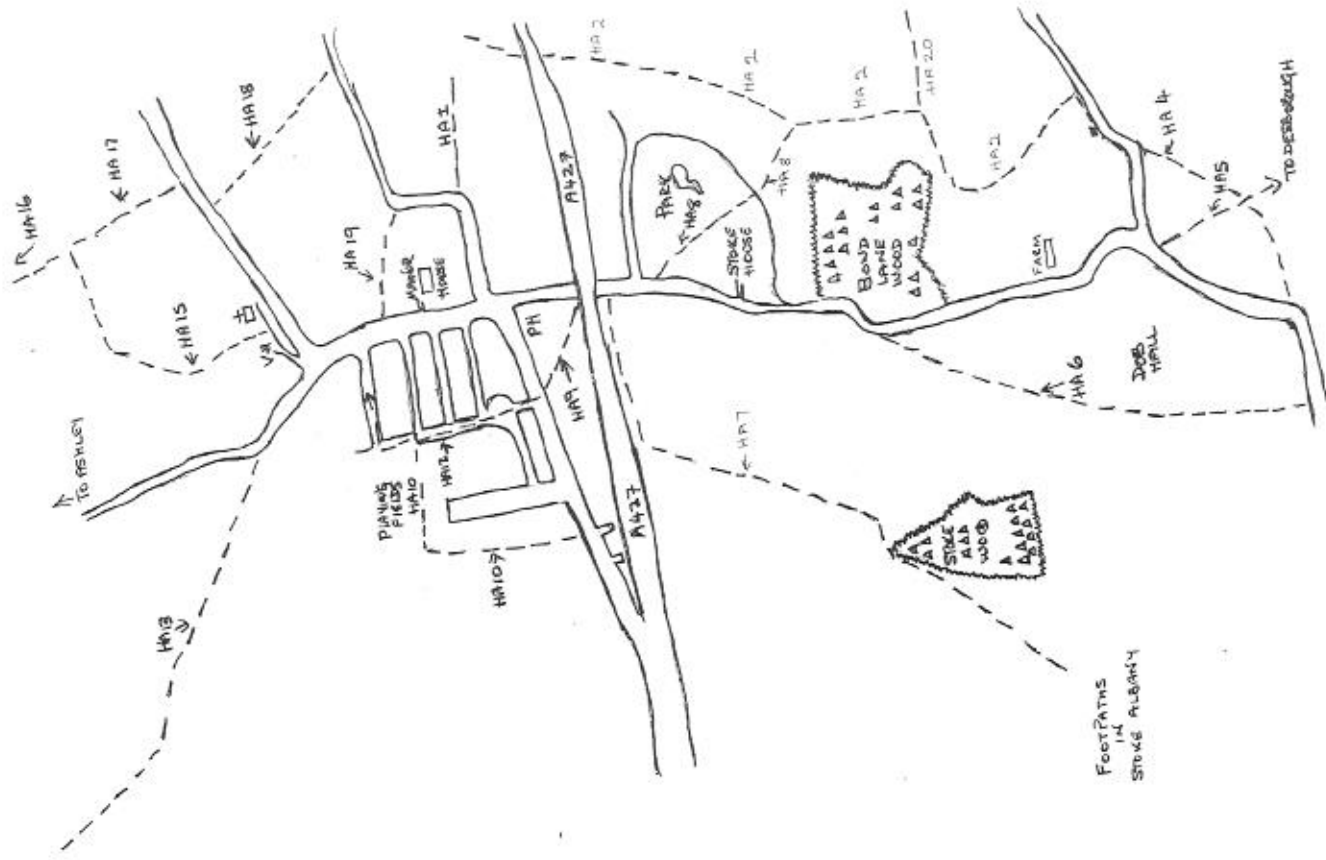 HA16
HA17
HA18
HA15
TO ASHLEY
HA19
HA1
HA2
MANOR
HOUSE
VH
PH
HA9
A427
PLAYING
FIELDS
HA10
HA12
HA107
HA13
A427
HA7
PARK
HA8
STOKE
HOUSE
HA8
HA2
HA2
HA20
HA2
BOND
LANE
WOOD
FARM
HA4
HA5
TO DESBOROUGH
DOB
HALL
HA6
STOKE
WOOD
FOOTPATHS
IN
STOKE ALBANY